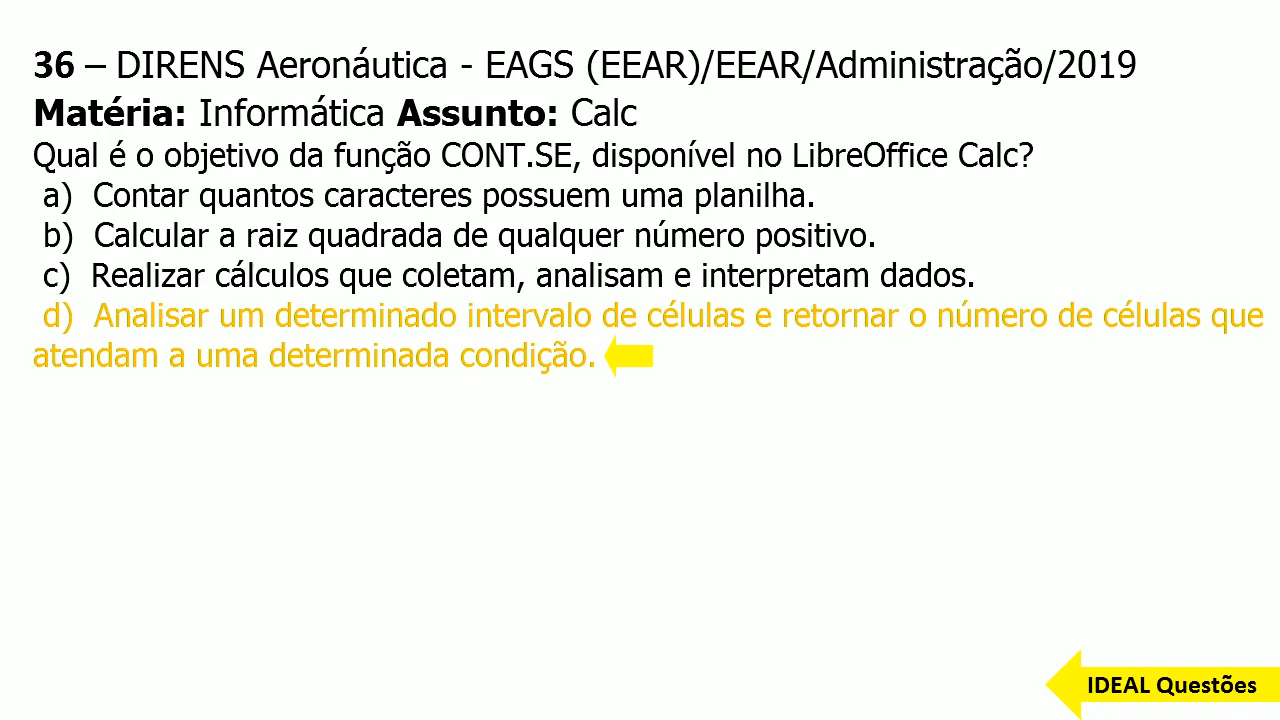 36 – DIRENS Aeronáutica - EAGS (EEAR)/EEAR/Administração/2019
Matéria: Informática Assunto: Calc
Qual é o objetivo da função CONT.SE, disponível no LibreOffice Calc?
a) Contar quantos caracteres possuem uma planilha.
b) Calcular a raiz quadrada de qualquer número positivo.
c) Realizar cálculos que coletam, analisam e interpretam dados.
d) Analisar um determinado intervalo de células e retornar o número de células que
atendam a uma determinada condição.
IDEAL Questões